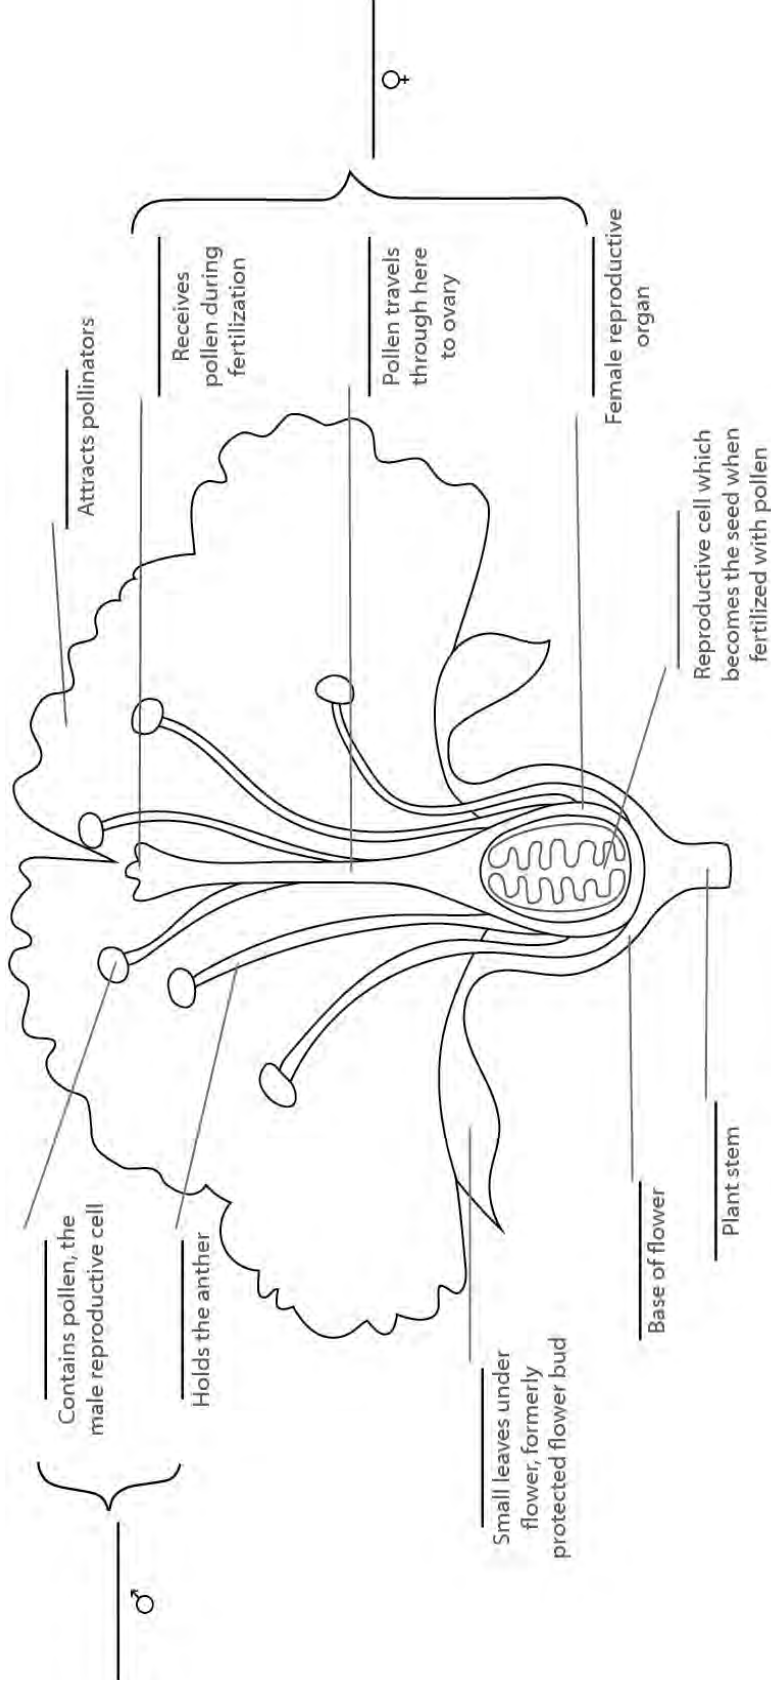 Attracts pollinators
Receives
pollen during
fertilization
Pollen travels
through here
to ovary
♀
Female reproductive
organ
Reproductive cell which
becomes the seed when
fertilized with pollen
Contains pollen, the
male reproductive cell
Holds the anther
♂
Small leaves under
flower, formerly
protected flower bud
Base of flower
Plant stem